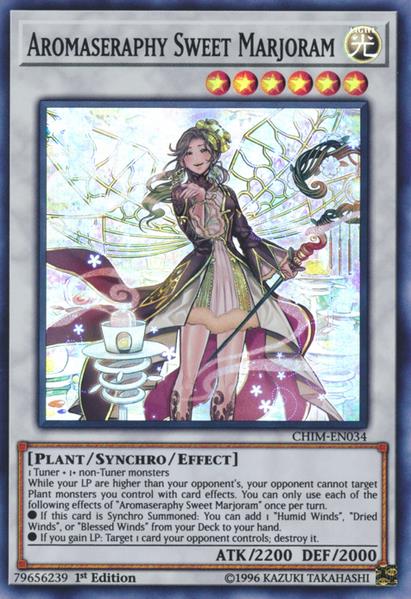 AROMASERAPHY SWEET MARJORAM
LIGHT
光
CHIM-EN034
[PLANT/SYNCHRO/EFFECT]
1 Tuner + 1+ non-Tuner monsters
While your LP are higher than your opponent's, your opponent cannot target
Plant monsters you control with card effects. You can only use each of the
following effects of "Aromaseraphy Sweet Marjoram" once per turn.
● If this card is Synchro Summoned: You can add 1 "Humid Winds", "Dried
Winds", or "Blessed Winds" from your Deck to your hand.
● If you gain LP: Target 1 card your opponent controls; destroy it.
ATK/2200 DEF/2000
79656239 1st Edition ©1996 KAZUKI TAKAHASHI